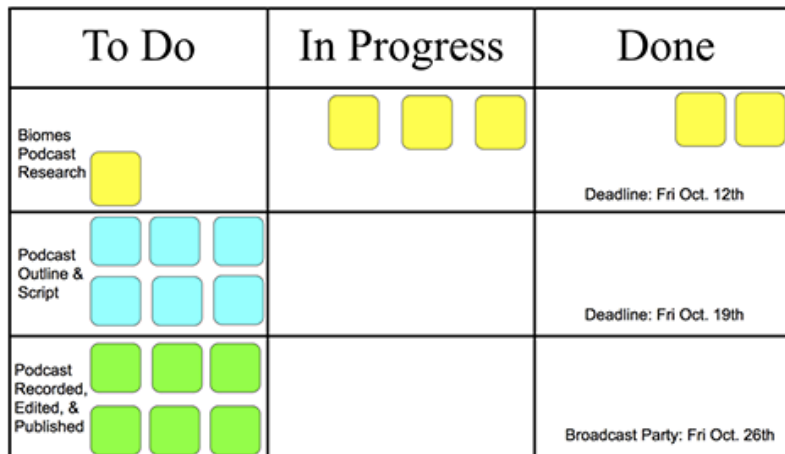 To Do
In Progress
Done
Biomes
Podcast
Research
Deadline: Fri Oct. 12th
Podcast
Outline &
Script
Deadline: Fri Oct. 19th
Podcast
Recorded,
Edited, &
Published
Broadcast Party: Fri Oct. 26th